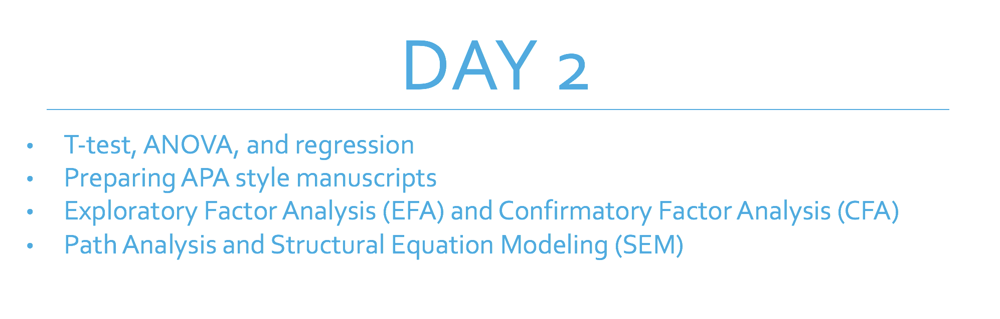 DAY 2
• T-test, ANOVA, and regression
• Preparing APA style manuscripts
• Exploratory Factor Analysis (EFA) and Confirmatory Factor Analysis (CFA)
• Path Analysis and Structural Equation Modeling (SEM)